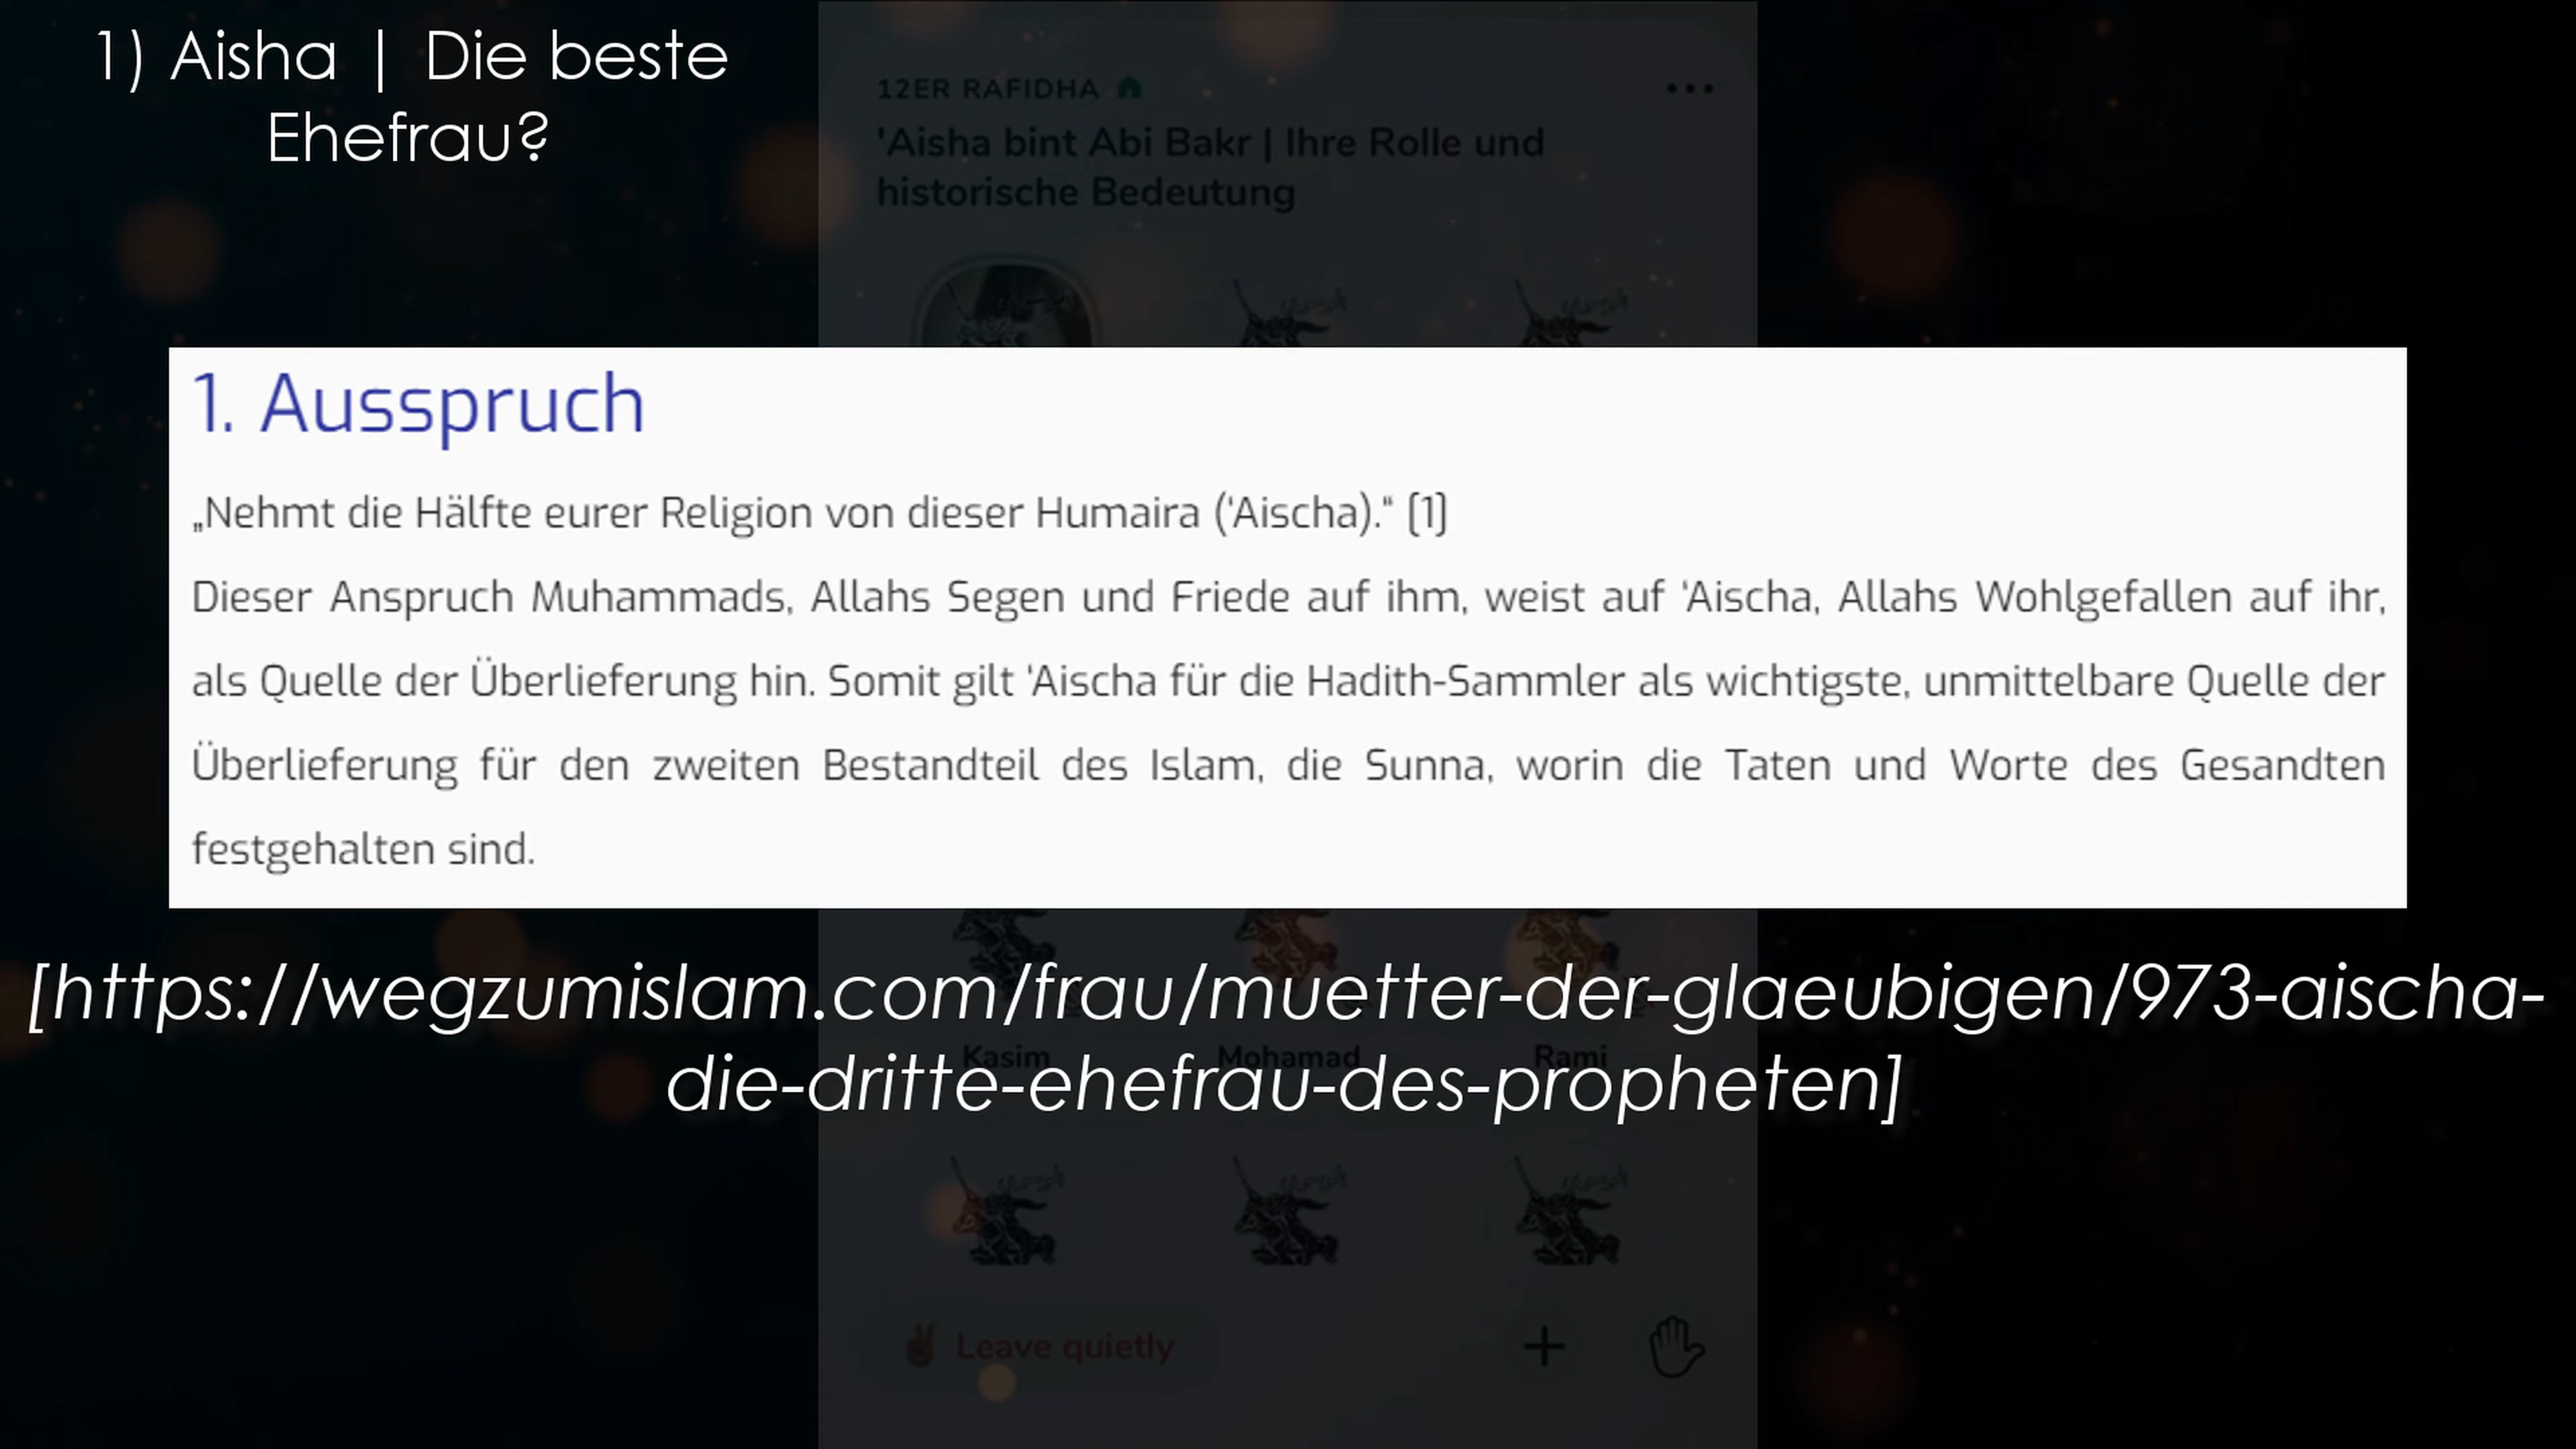 1) Aisha | Die beste
Ehefrau?
12ER RAFIDHA
'Aisha bint Abi Bakr | Ihre Rolle und
historische Bedeutung
1. Ausspruch
„Nehmt die Hälfte eurer Religion von dieser Humaira (‘Aischa).“ [1]
Dieser Anspruch Muhammads, Allahs Segen und Friede auf ihm, weist auf ‘Aischa, Allahs Wohlgefallen auf ihr,
als Quelle der Überlieferung hin. Somit gilt ‘Aischa für die Hadith-Sammler als wichtigste, unmittelbare Quelle der
Überlieferung für den zweiten Bestandteil des Islam, die Sunna, worin die Taten und Worte des Gesandten
festgehalten sind.
[https://wegzumislam.com/frau/muetter-der-glaeubigen/973-aischa-
die-dritte-ehefrau-des-propheten]
Kasim Mohamad Rami
Leave quietly